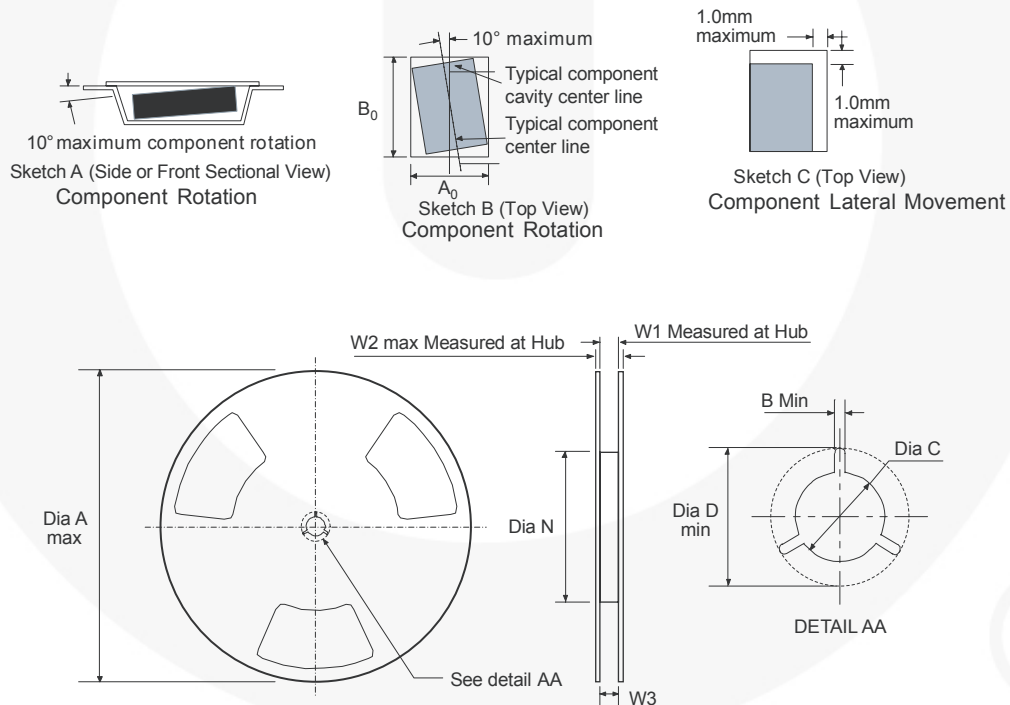 10° maximum component rotation
Sketch A (Side or Front Sectional View)
Component Rotation
10° maximum
Typical component
cavity center line
Typical component
center line
B0
A0
Sketch B (Top View)
Component Rotation
1.0mm
maximum
1.0mm
maximum
Sketch C (Top View)
Component Lateral Movement
W2 max Measured at Hub
W1 Measured at Hub
Dia A
max
Dia N
See detail AA
W3
B Min
Dia C
Dia D
min
DETAIL AA